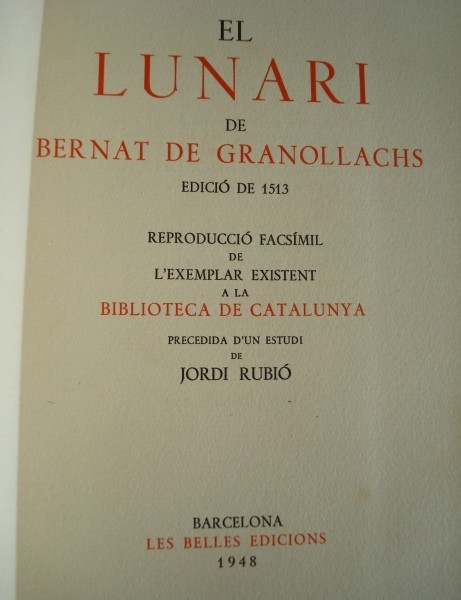 EL
LUNARI
DE
BERNAT DE GRANOLLACHS
EDICIÓ DE 1513
REPRODUCCIÓ FACSÍMIL
DE
L'EXEMPLAR EXISTENT
A LA
BIBLIOTECA DE CATALUNYA
PRECEDIDA D'UN ESTUDI
DE
JORDI RUBIÓ
BARCELONA
LES BELLES EDICIONS
1948